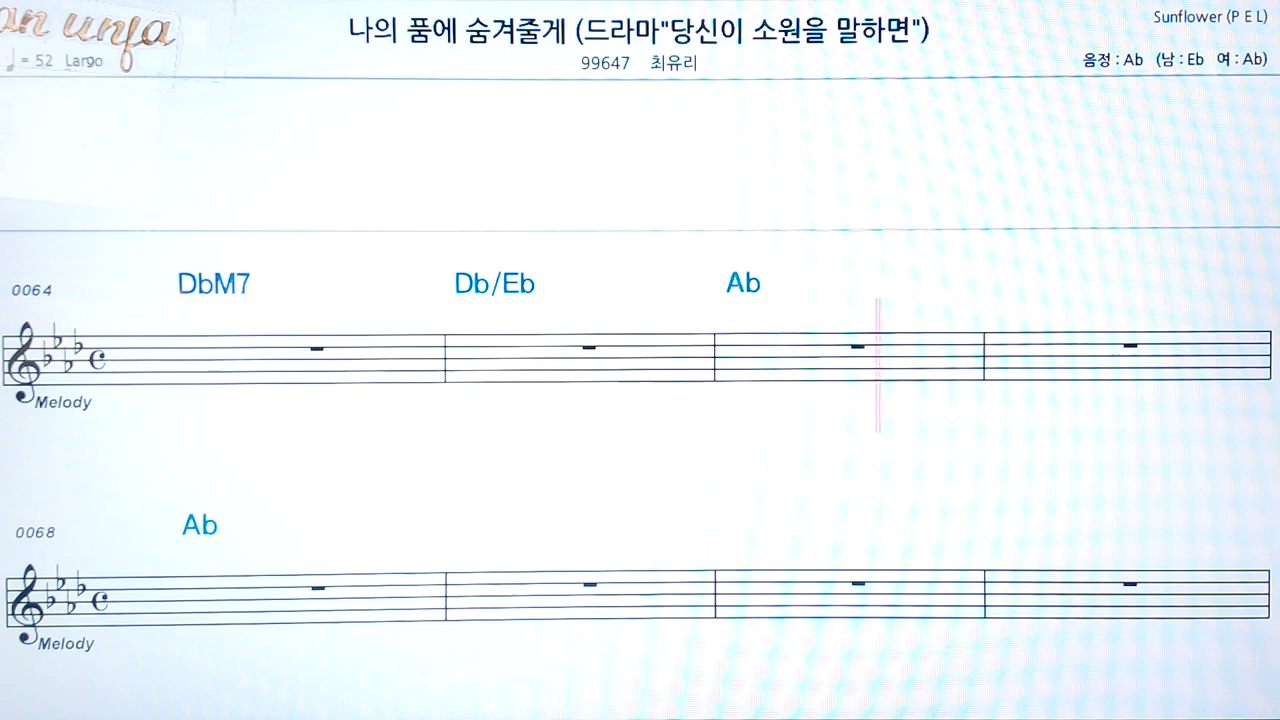 나의 품에 숨겨줄게 (드라마"당신이 소원을 말하면")
Sunflower (P E L)
♩ = 52 Largo
99647 최유리
음정 : Ab (남 : Eb 여 : Ab)
0064
DbM7 Db/Eb Ab
Melody
0068
Ab
Melody